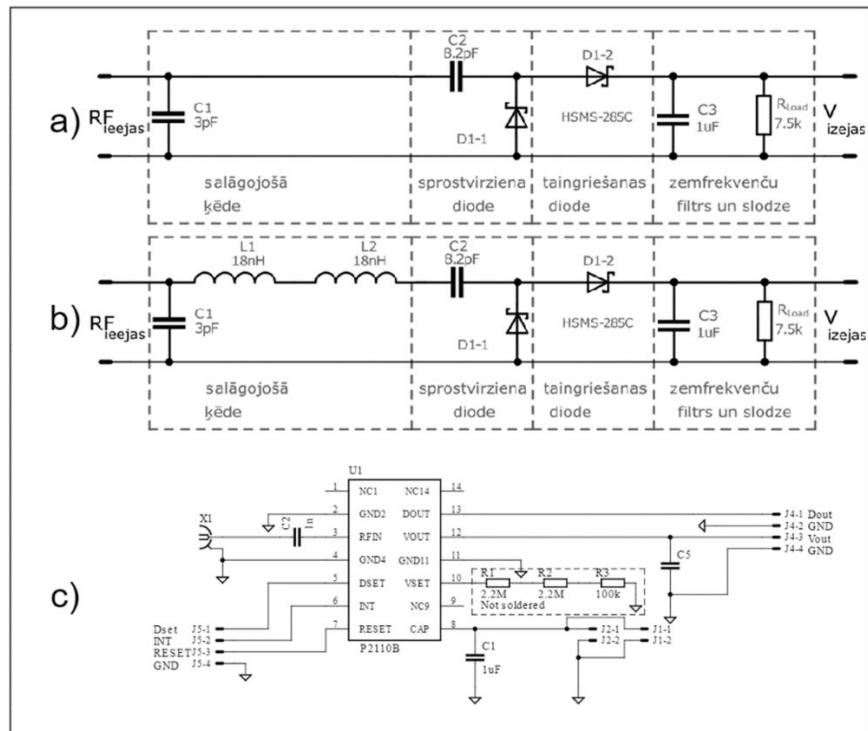 a)
RF ieejas
C1
3pF
C2
8.2pF
D1-1
D1-2
HSMS-285C
C3
1uF
RLoad
7.5k
V izejas
salāgojošā
ķēde
sprostvirziena
diode
taingriešanas
diode
zemfrekvenču
filtrs un slodze
b)
RF ieejas
C1
3pF
L1
18nH
L2
18nH
C2
8.2pF
D1-1
D1-2
HSMS-285C
C3
1uF
RLoad
7.5k
V izejas
salāgojošā
ķēde
sprostvirziena
diode
taingriešanas
diode
zemfrekvenču
filtrs un slodze
c)
U1
1 NC1 NC14 14
2 GND2 DOUT 13
3 RFIN VOUT 12
4 GND4 GND11 11
5 DSET VSET 10
6 INT NC9 9
7 RESET CAP 8
P2110B
X1
C2
1n
Dset J5-1
INT J5-2
RESET J5-3
GND J5-4
R1 R2 R3
2.2M 2.2M 100k
Not soldered
C1
1uF
J2-1 J1-1
J2-2 J1-2
C5
J4-1 Dout
J4-2 GND
J4-3 Vout
J4-4 GND